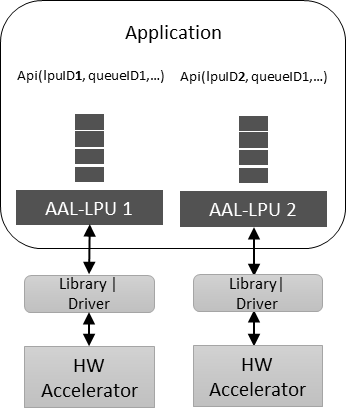 Application
Api(lpuID1, queueID1,...) Api(lpuID2, queueID1,...)
AAL-LPU 1 AAL-LPU 2
Library | Library|
Driver Driver
HW HW
Accelerator Accelerator